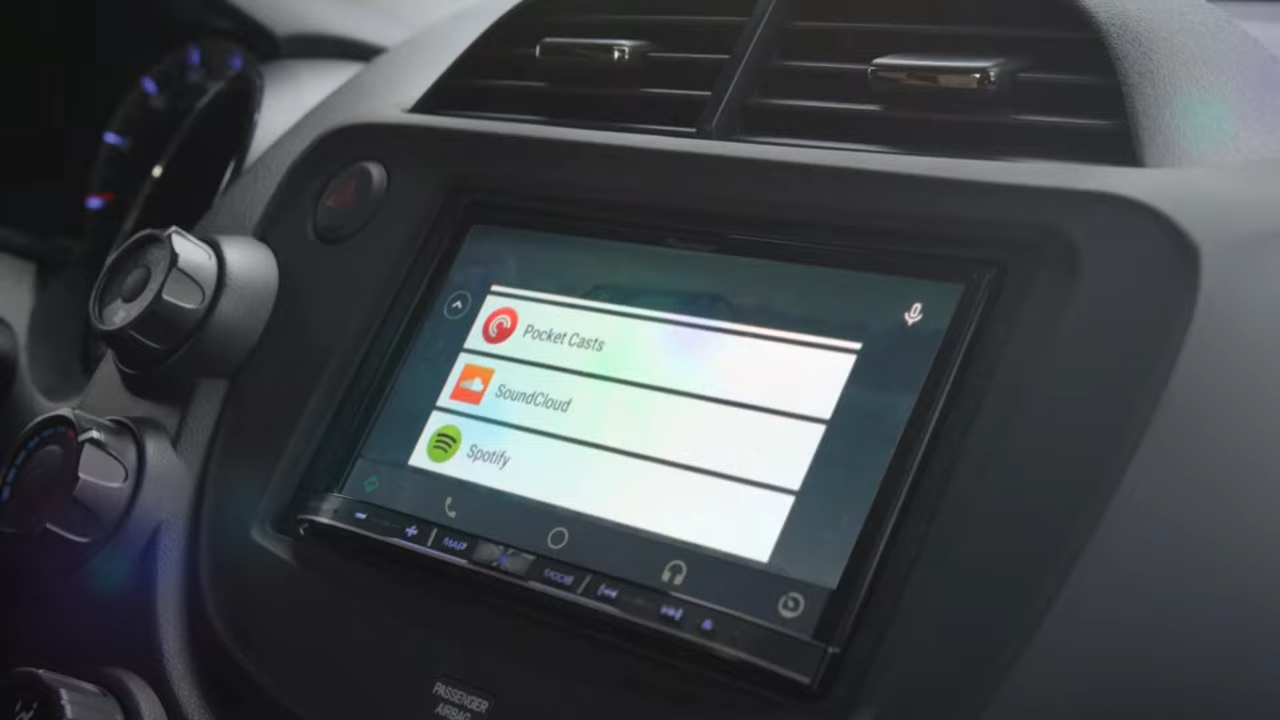 Pocket Casts
SoundCloud
Spotify
MAP
MODE
PASSENGER
AIRBAG